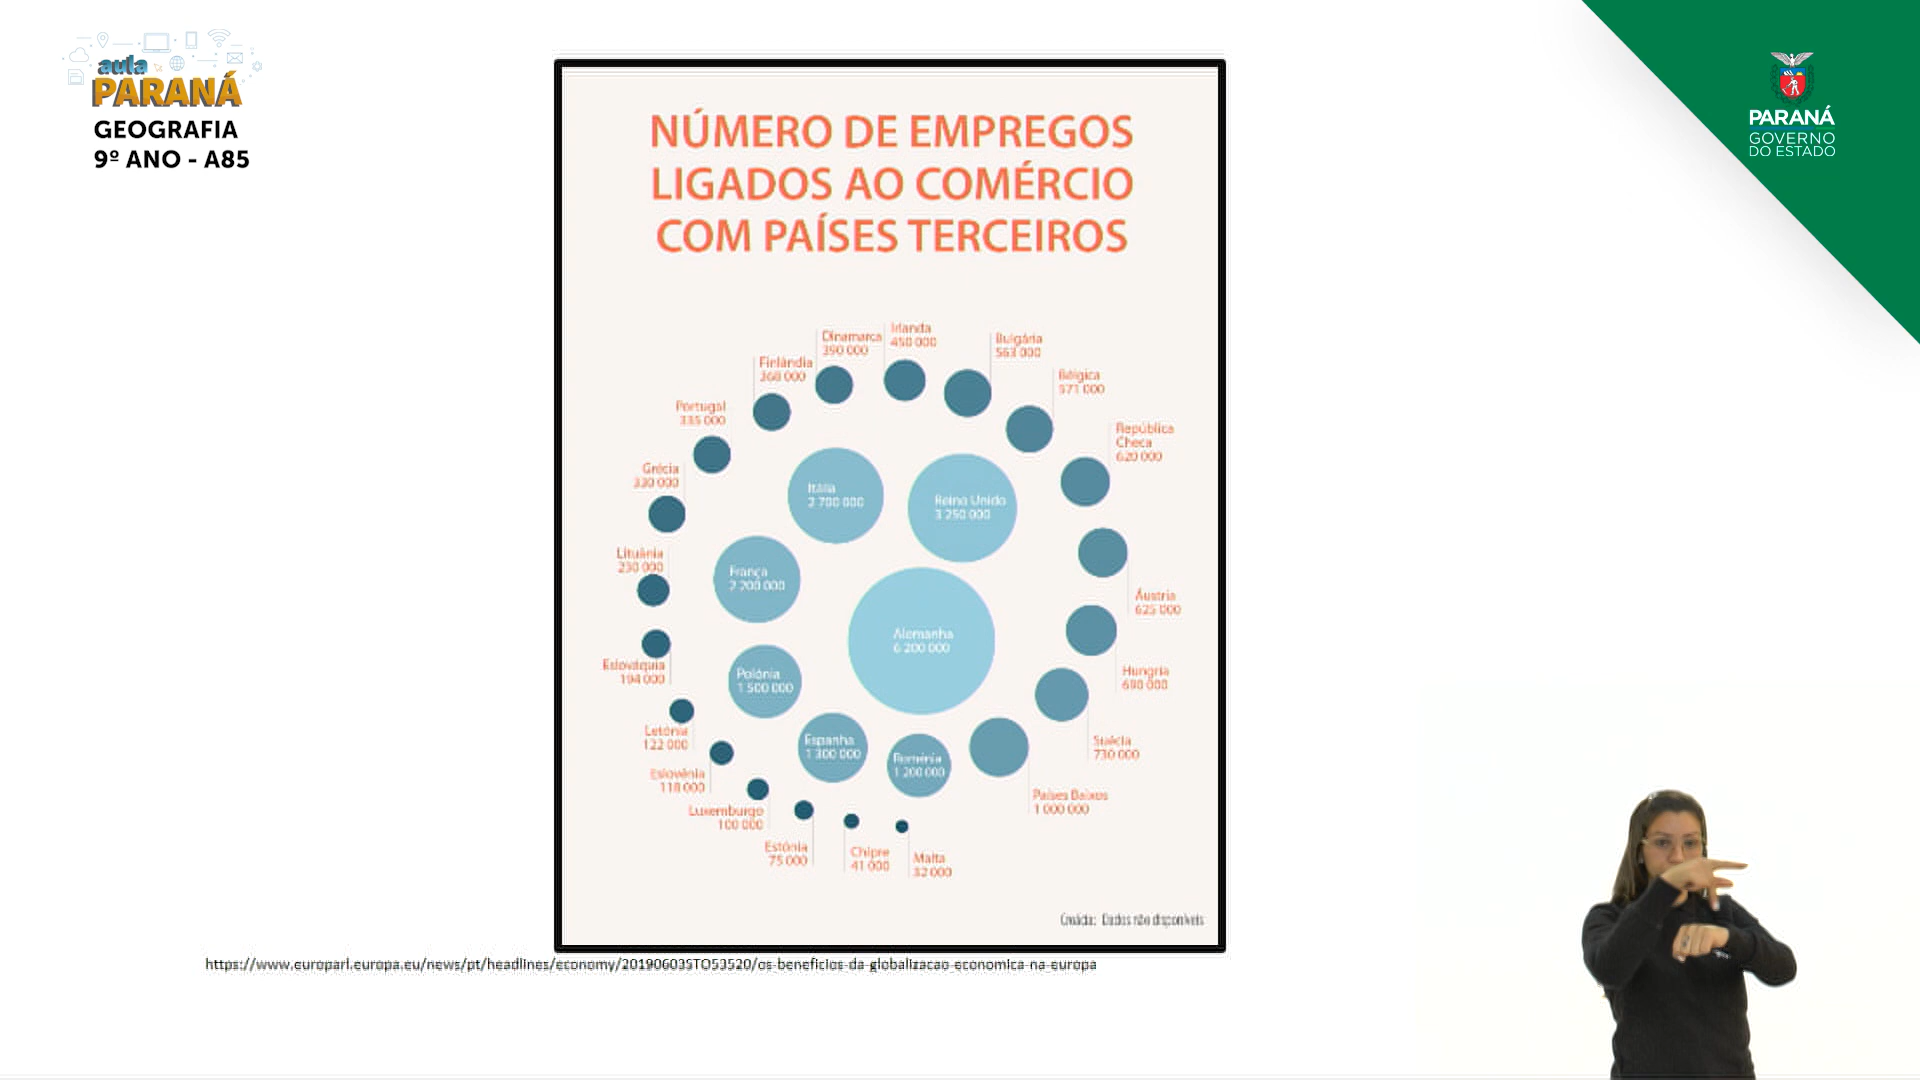 aula
PARANÁ
GEOGRAFIA
9º ANO - A85
PARANÁ
GOVERNO
DO ESTADO
NÚMERO DE EMPREGOS
LIGADOS AO COMÉRCIO
COM PAÍSES TERCEIROS
Dinamarca
390 000
Irlanda
450 000
Bulgária
563 000
Finlândia
368 000
Bélgica
571 000
Portugal
335 000
República
Checa
620 000
Grécia
330 000
Itália
2 700 000
Reino Unido
3 250 000
Lituânia
230 000
França
2 200 000
Áustria
625 000
Alemanha
6 200 000
Eslováquia
194 000
Polónia
1 500 000
Hungria
690 000
Letónia
122 000
Espanha
1 300 000
Roménia
1 200 000
Suécia
730 000
Eslovénia
118 000
Luxemburgo
100 000
Países Baixos
1 000 000
Estónia
75 000
Chipre
41 000
Malta
32 000
Croácia: Dados não disponíveis
https://www.europarl.europa.eu/news/pt/headlines/economy/20190603STO53520/os-beneficios-da-globalizacao-economica-na-europa